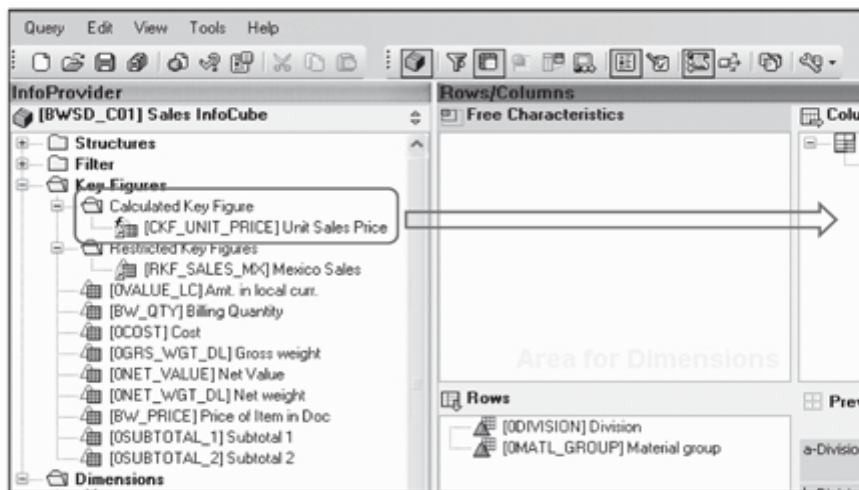 Query Edit View Tools Help
InfoProvider
Rows/Columns
[BWSD_C01] Sales InfoCube
Free Characteristics
Colu
Structures
Filter
Key Figures
Calculated Key Figure
[CKF_UNIT_PRICE] Unit Sales Price
Restricted Key Figures
[RKF_SALES_MX] Mexico Sales
[0VALUE_LC] Amt. in local curr.
[BW_QTY] Billing Quantity
[0COST] Cost
[0GRS_WGT_DL] Gross weight
[0NET_VALUE] Net Value
[0NET_WGT_DL] Net weight
[BW_PRICE] Price of Item in Doc
[0SUBTOTAL_1] Subtotal 1
[0SUBTOTAL_2] Subtotal 2
Dimensions
Area for Dimensions
Rows
[0DIVISION] Division
[0MATL_GROUP] Material group
Prev
a-Divisio